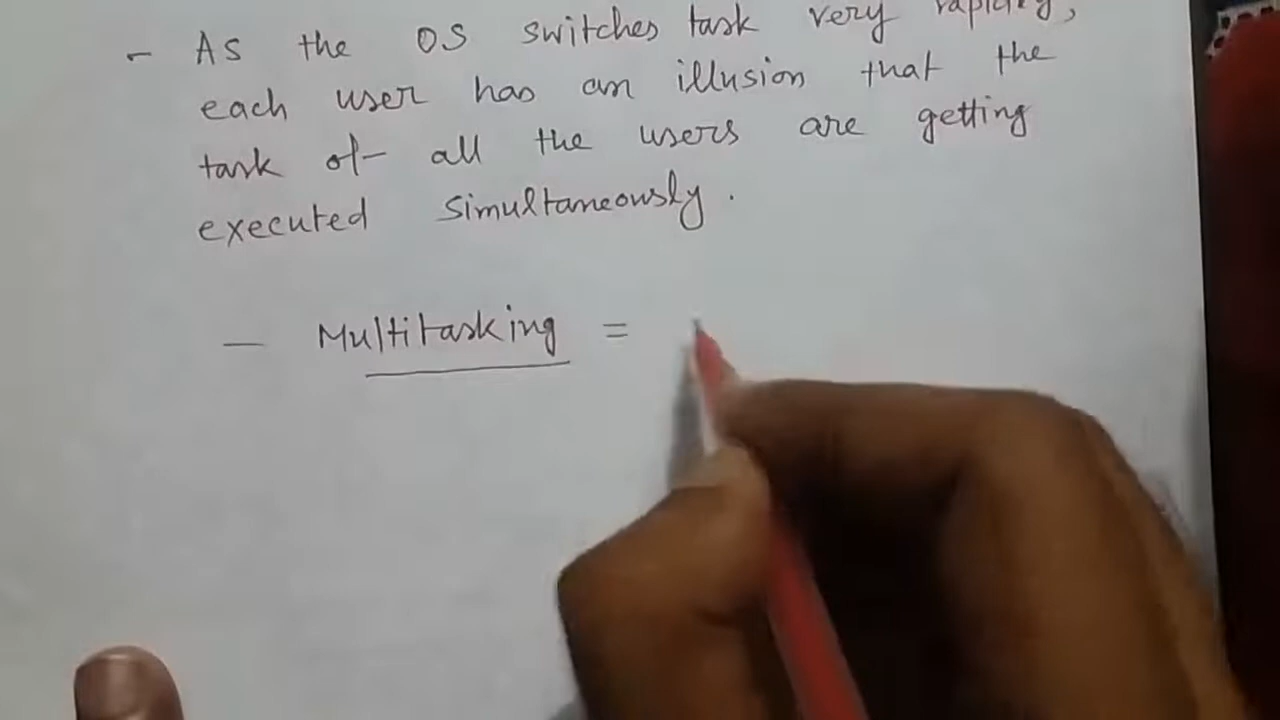 - As the OS switches task very rapidly,
each user has an illusion that the
task of all the users are getting
executed simultaneously.
- Multitasking =